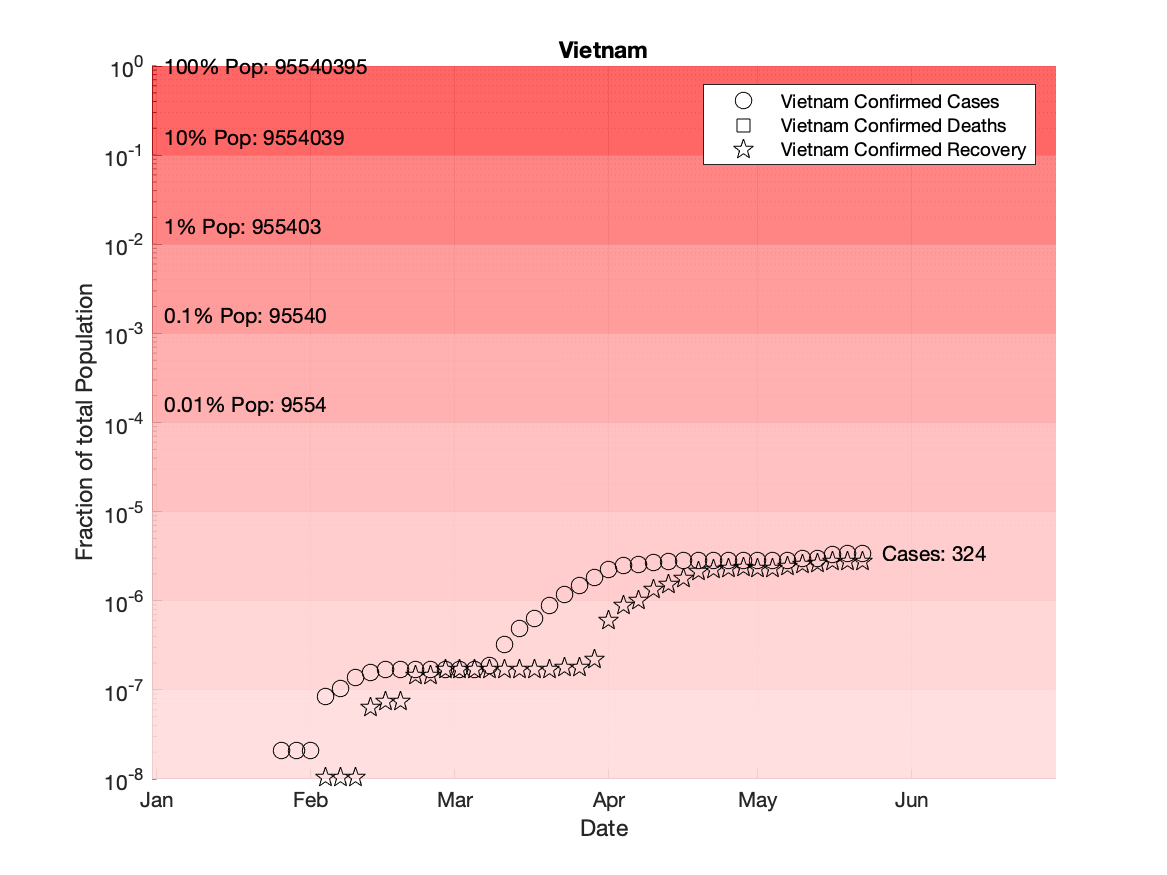 Vietnam
10^0
100% Pop: 95540395
Vietnam Confirmed Cases
Vietnam Confirmed Deaths
Vietnam Confirmed Recovery
10% Pop: 9554039
10^-1
1% Pop: 955403
10^-2
0.1% Pop: 95540
10^-3
0.01% Pop: 9554
10^-4
Fraction of total Population
10^-5
Cases: 324
10^-6
10^-7
10^-8
Jan Feb Mar Apr May Jun
Date